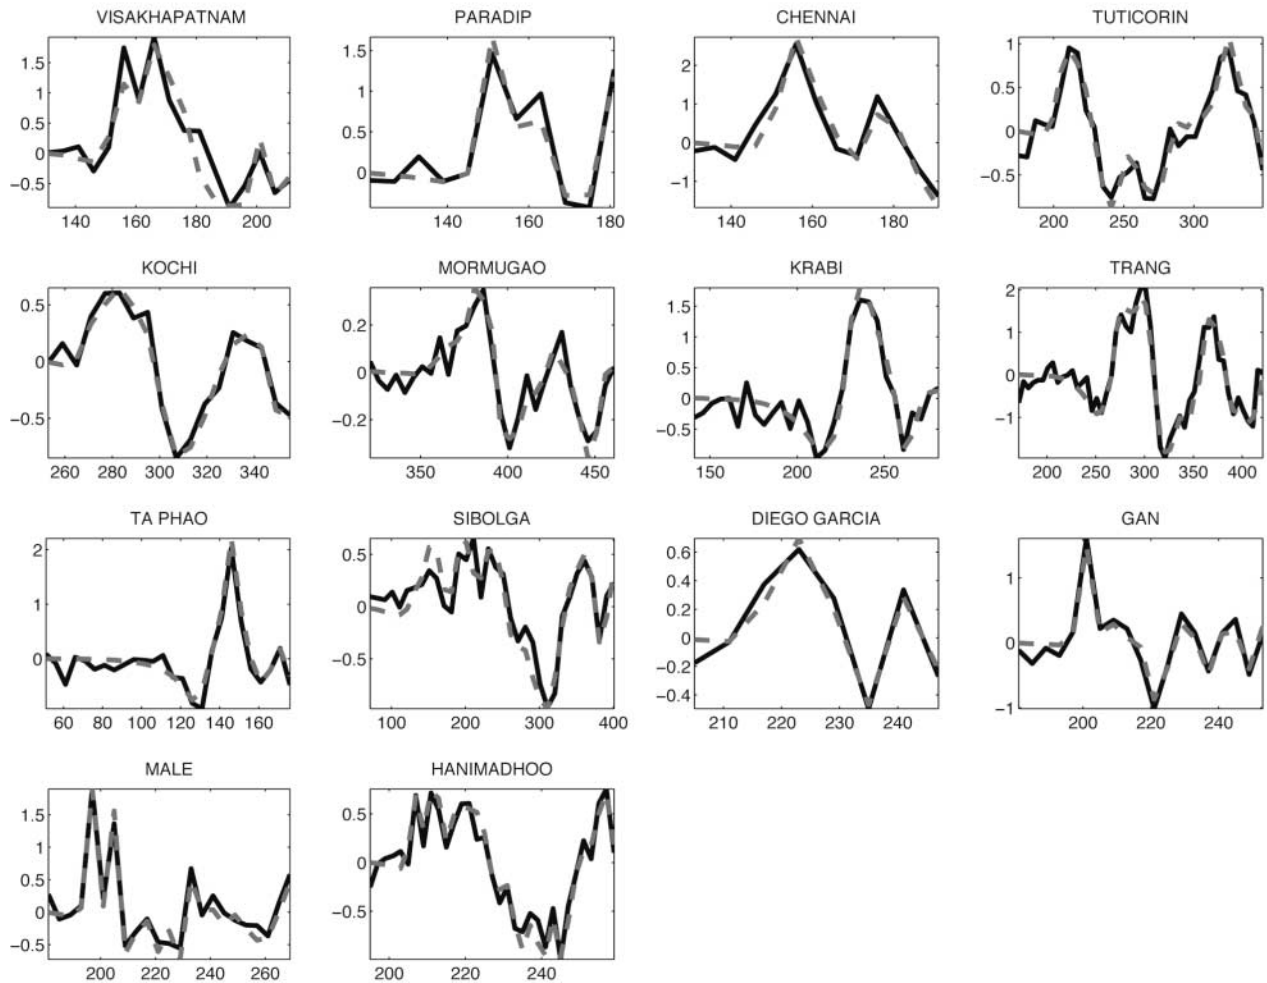 VISAKHAPATNAM PARADIP CHENNAI TUTICORIN
1.5 1.5 2 1
1 1 1 0.5
0.5 0.5 0 0
0 0 −1 −0.5
−0.5
140 160 180 200 140 160 180 140 160 180 200 250 300
KOCHI MORMUGAO KRABI TRANG
0.5 0.2 1.5 2
0 0 1 1
−0.5 −0.2 0.5 0
0 −1
−0.5
260 280 300 320 340 350 400 450 150 200 250 200 250 300 350 400
TA PHAO SIBOLGA DIEGO GARCIA GAN
2 0.5 0.6 1
1 0 0.4 0
0 −0.5 0.2 −1
0
−0.2
−0.4
60 80 100 120 140 160 100 200 300 400 210 220 230 240 200 220 240
MALE HANIMADHOO
1.5 0.5
1 0
0.5 −0.5
0
−0.5
200 220 240 260 200 220 240